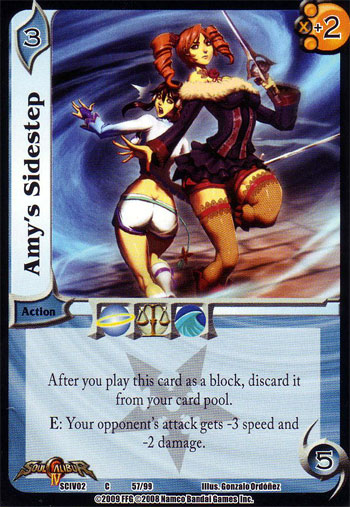 3
+2
Amy's Sidestep
Action
After you play this card as a block, discard it
from your card pool.
E: Your opponent's attack gets -3 speed and
-2 damage.
5
SOULCALIBUR
IV
SCIV02 C 57/99 Illus. Gonzalo Ordóñez
©2009 FFG ©2008 Namco Bandai Games Inc.